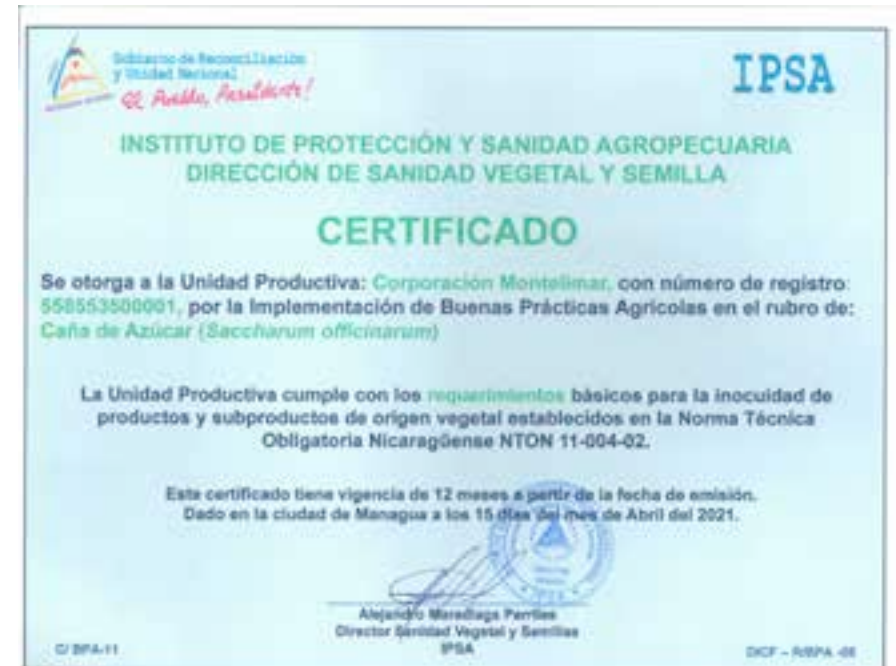 Gobierno de Reconciliación
y Unidad Nacional
El Pueblo, Presidente!
IPSA
INSTITUTO DE PROTECCIÓN Y SANIDAD AGROPECUARIA
DIRECCIÓN DE SANIDAD VEGETAL Y SEMILLA
CERTIFICADO
Se otorga a la Unidad Productiva: Corporación Montelimar, con número de registro:
558553500001, por la Implementación de Buenas Prácticas Agrícolas en el rubro de:
Caña de Azúcar (Saccharum officinarum)
La Unidad Productiva cumple con los requerimientos básicos para la inocuidad de
productos y subproductos de origen vegetal establecidos en la Norma Técnica
Obligatoria Nicaragüense NTON 11-004-02.
Este certificado tiene vigencia de 12 meses a partir de la fecha de emisión.
Dado en la ciudad de Managua a los 15 días del mes de Abril del 2021.
Alejandro Maradiaga
Director Sanidad Vegetal y Semillas
IPSA
C/ BPA-11